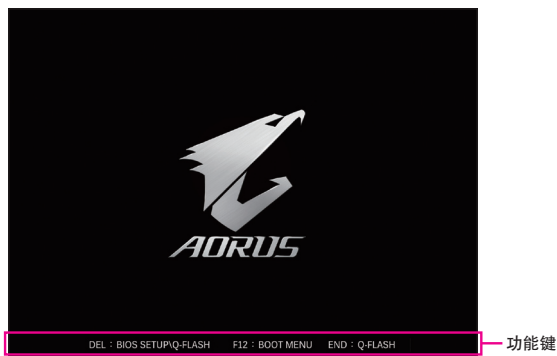 AORUS
DEL : BIOS SETUP\Q-FLASH F12 : BOOT MENU END : Q-FLASH
功能键